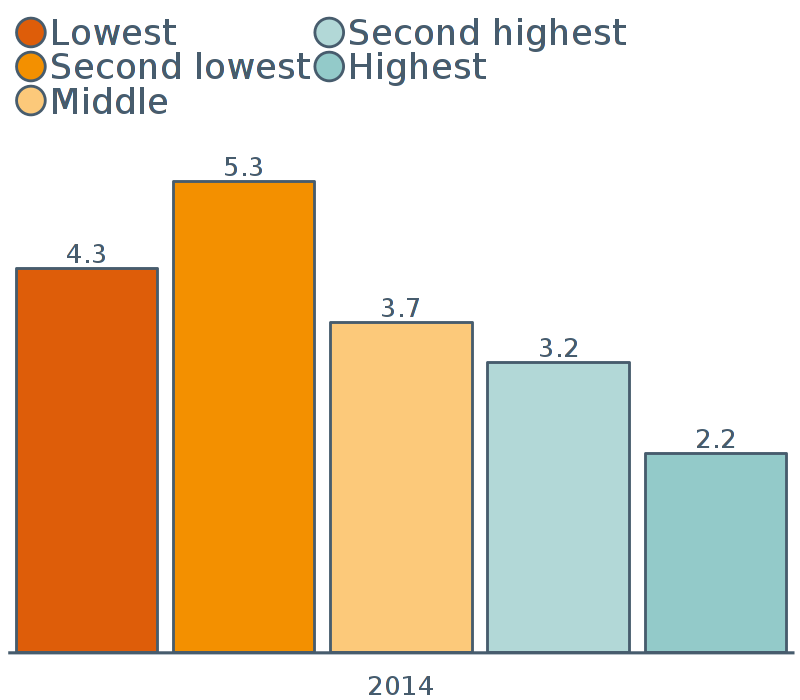 Lowest
Second lowest
Middle
Second highest
Highest
4.3
5.3
3.7
3.2
2.2
2014